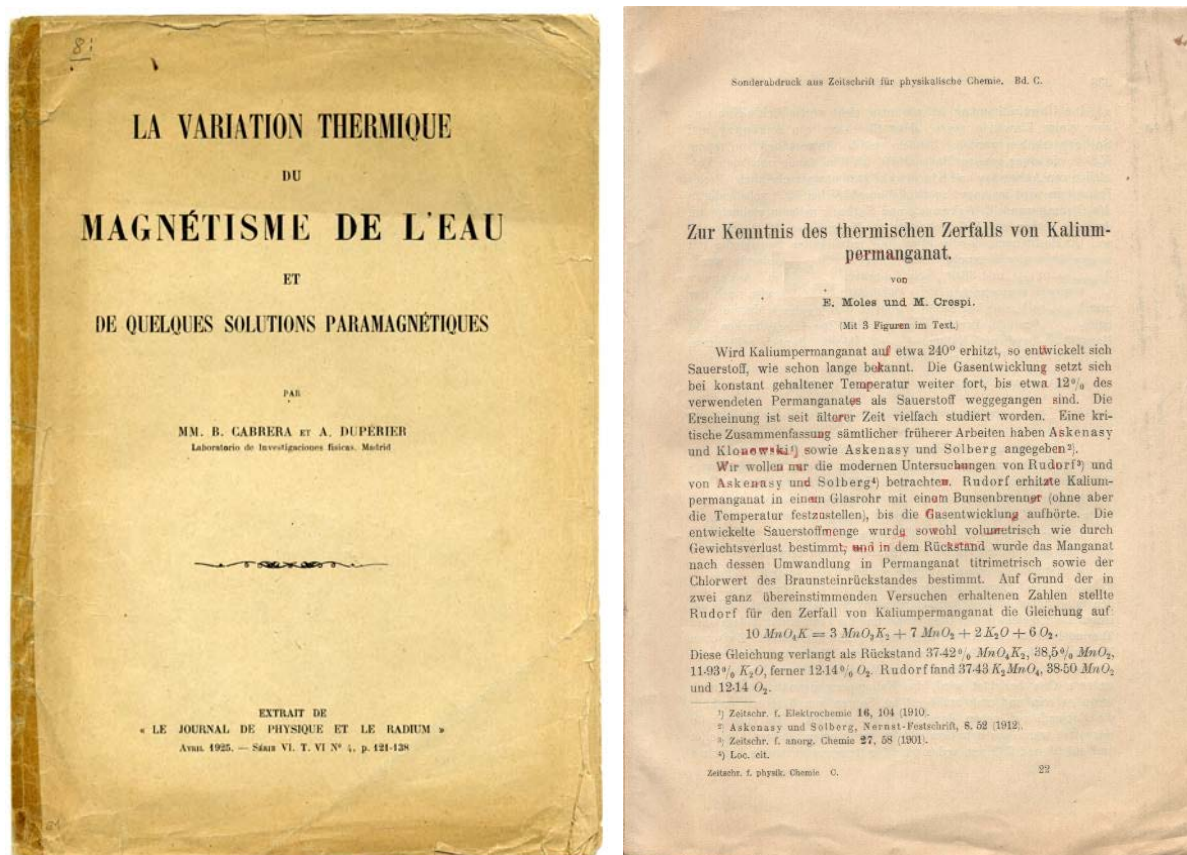 8:
LA VARIATION THERMIQUE
DU
MAGNÉTISME DE L'EAU
ET
DE QUELQUES SOLUTIONS PARAMAGNÉTIQUES
PAR
MM. B. CABRERA ET A. DUPÉRIER
Laboratorio de Investigaciones físicas. Madrid
EXTRAIT DE
« LE JOURNAL DE PHYSIQUE ET LE RADIUM »
AVRIL 1925. — SÉRIE VI. T. VI Nº 4, p. 121-138
Sonderabdruck aus Zeitschrift für physikalische Chemie. Bd. C.
Zur Kenntnis des thermischen Zerfalls von Kalium-
permanganat.
von
E. Moles und M. Crespi.
(Mit 3 Figuren im Text.)
Wird Kaliumpermanganat auf etwa 240° erhitzt, so entwickelt sich
Sauerstoff, wie schon lange bekannt. Die Gasentwicklung setzt sich
bei konstant gehaltener Temperatur weiter fort, bis etwa 12% des
verwendeten Permanganates als Sauerstoff weggegangen sind. Die
Erscheinung ist seit älterer Zeit vielfach studiert worden. Eine kri-
tische Zusammenfassung sämtlicher früherer Arbeiten haben Askenasy
und Klonowski¹) sowie Askenasy und Solberg angegeben²).
Wir wollen nur die modernen Untersuchungen von Rudorf³) und
von Askenasy und Solberg⁴) betrachten. Rudorf erhitzte Kalium-
permanganat in einem Glasrohr mit einem Bunsenbrenner (ohne aber
die Temperatur festzustellen), bis die Gasentwicklung aufhörte. Die
entwickelte Sauerstoffmenge wurde sowohl volumetrisch wie durch
Gewichtsverlust bestimmt, und in dem Rückstand wurde das Manganat
nach dessen Umwandlung in Permanganat titrimetrisch sowie der
Chlorwert des Braunsteinrückstandes bestimmt. Auf Grund der in
zwei ganz übereinstimmenden Versuchen erhaltenen Zahlen stellte
Rudorf für den Zerfall von Kaliumpermanganat die Gleichung auf:
10 MnO₄K = 3 MnO₄K₂ + 7 MnO₂ + 2 K₂O + 6 O₂.
Diese Gleichung verlangt als Rückstand 37·42% MnO₄K₂, 38,5% MnO₂,
11·93% K₂O, ferner 12·14% O₂. Rudorf fand 37·43 K₂MnO₄, 38·50 MnO₂
und 12·14 O₂.
¹) Zeitschr. f. Elektrochemie 16, 104 (1910).
²) Askenasy und Solberg, Nernst-Festschrift, S. 52 (1912).
³) Zeitschr. f. anorg. Chemie 27, 58 (1901).
⁴) Loc. cit.
Zeitschr. f. physik. Chemie C. 22